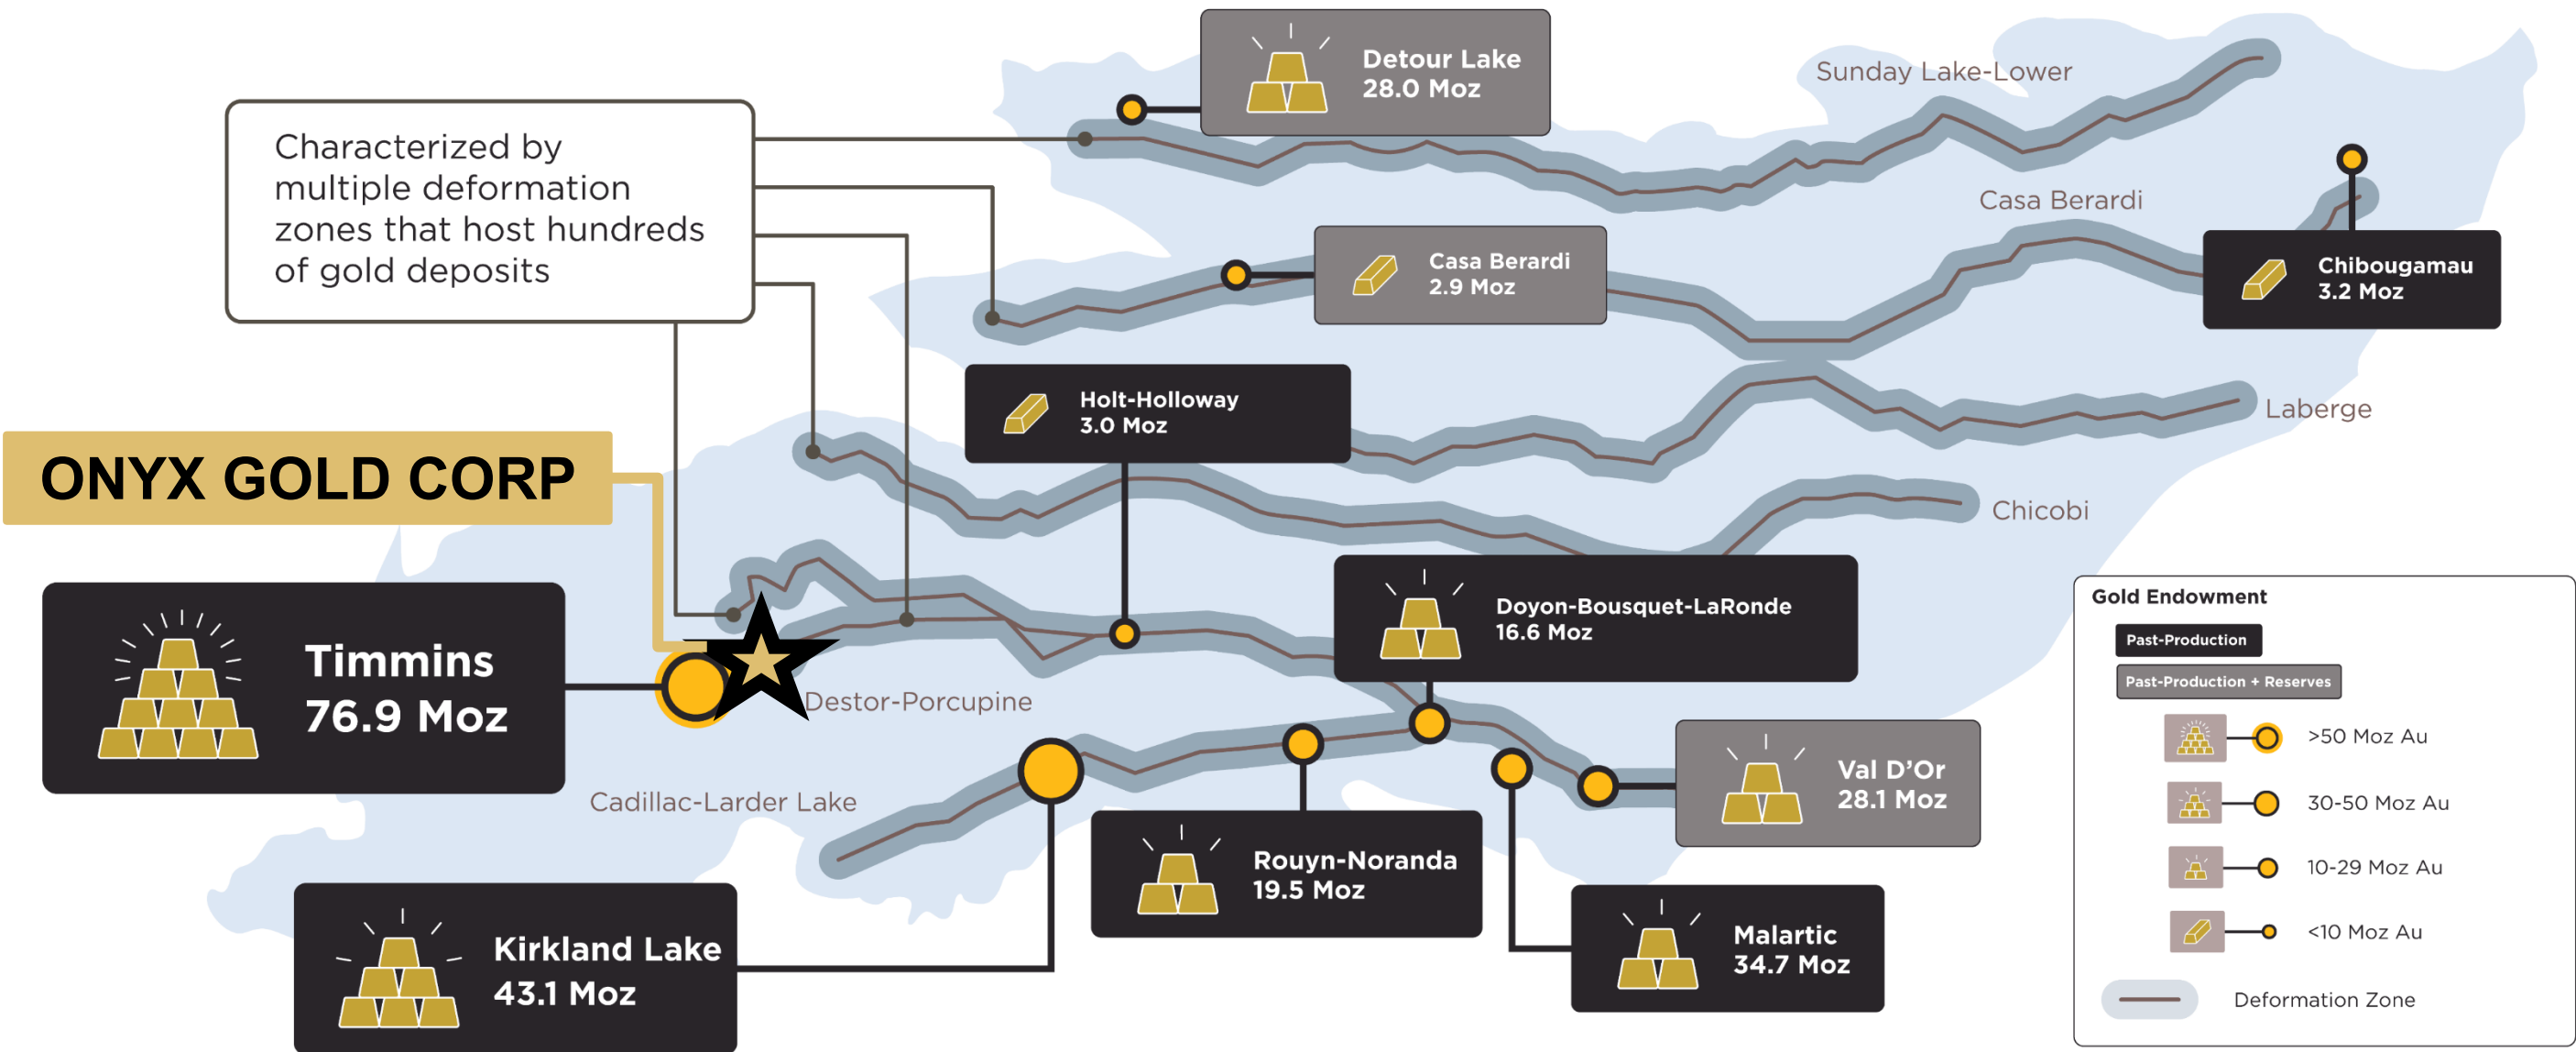 Detour Lake
28.0 Moz
Sunday Lake-Lower
Characterized by
multiple deformation
zones that host hundreds
of gold deposits
Casa Berardi
Casa Berardi
2.9 Moz
Chibougamau
3.2 Moz
Holt-Holloway
3.0 Moz
Laberge
ONYX GOLD CORP
Chicobi
Timmins
76.9 Moz
Doyon-Bousquet-LaRonde
16.6 Moz
Destor-Porcupine
Cadillac-Larder Lake
Val D’Or
28.1 Moz
Rouyn-Noranda
19.5 Moz
Kirkland Lake
43.1 Moz
Malartic
34.7 Moz
Gold Endowment
Past-Production
Past-Production + Reserves
>50 Moz Au
30-50 Moz Au
10-29 Moz Au
<10 Moz Au
Deformation Zone